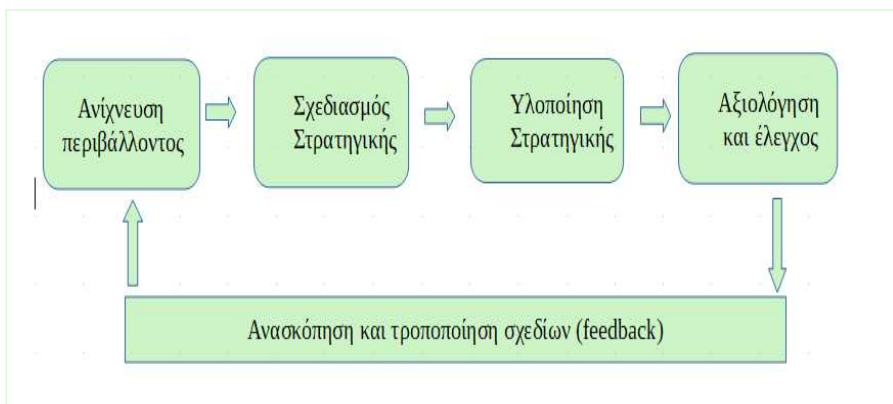 Ανίχνευση
περιβάλλοντος
Σχεδιασμός
Στρατηγικής
Υλοποίηση
Στρατηγικής
Αξιολόγηση
και έλεγχος
Ανασκόπηση και τροποποίηση σχεδίων (feedback)